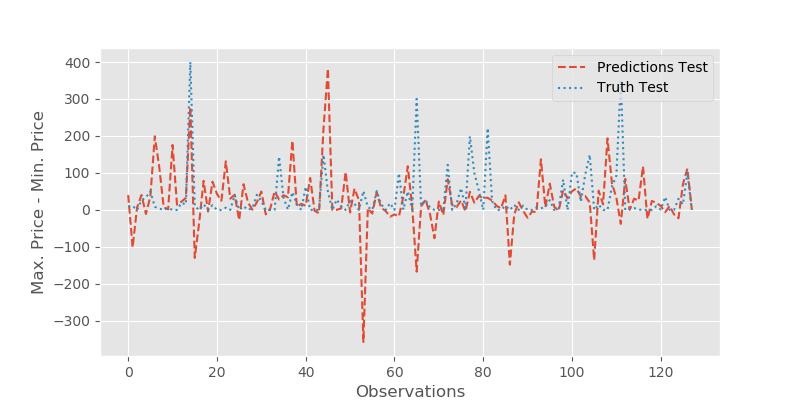 Predictions Test
Truth Test
Max. Price - Min. Price
400
300
200
100
0
−100
−200
−300
0 20 40 60 80 100 120
Observations